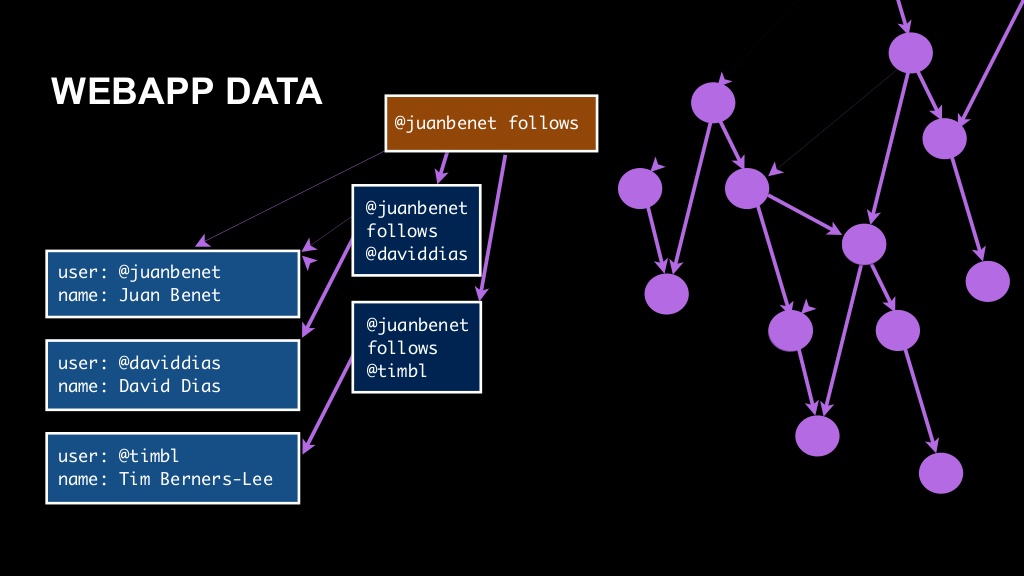 WEBAPP DATA
@juanbenet follows
@juanbenet
follows
@daviddias
user: @juanbenet
name: Juan Benet
@juanbenet
follows
@timbl
user: @daviddias
name: David Dias
user: @timbl
name: Tim Berners-Lee